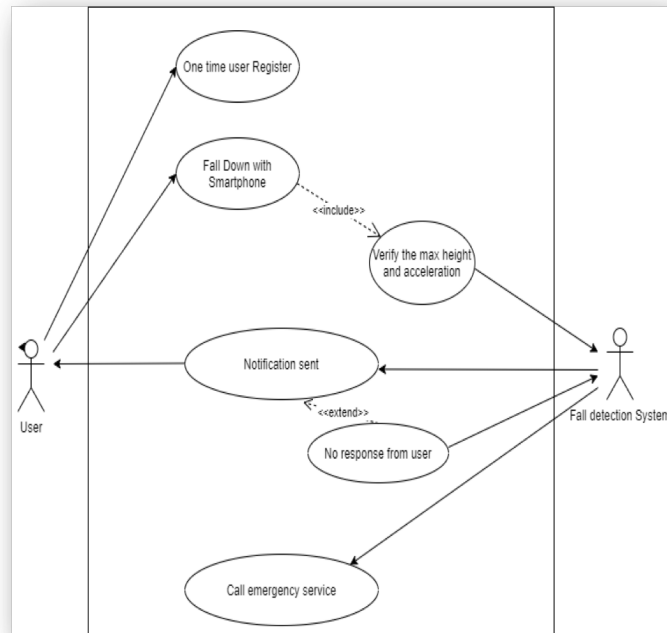 One time user Register
Fall Down with
Smartphone
<<include>>
Verify the max height
and acceleration
Notification sent
<<extend>>
No response from user
User
Fall detection System
Call emergency service